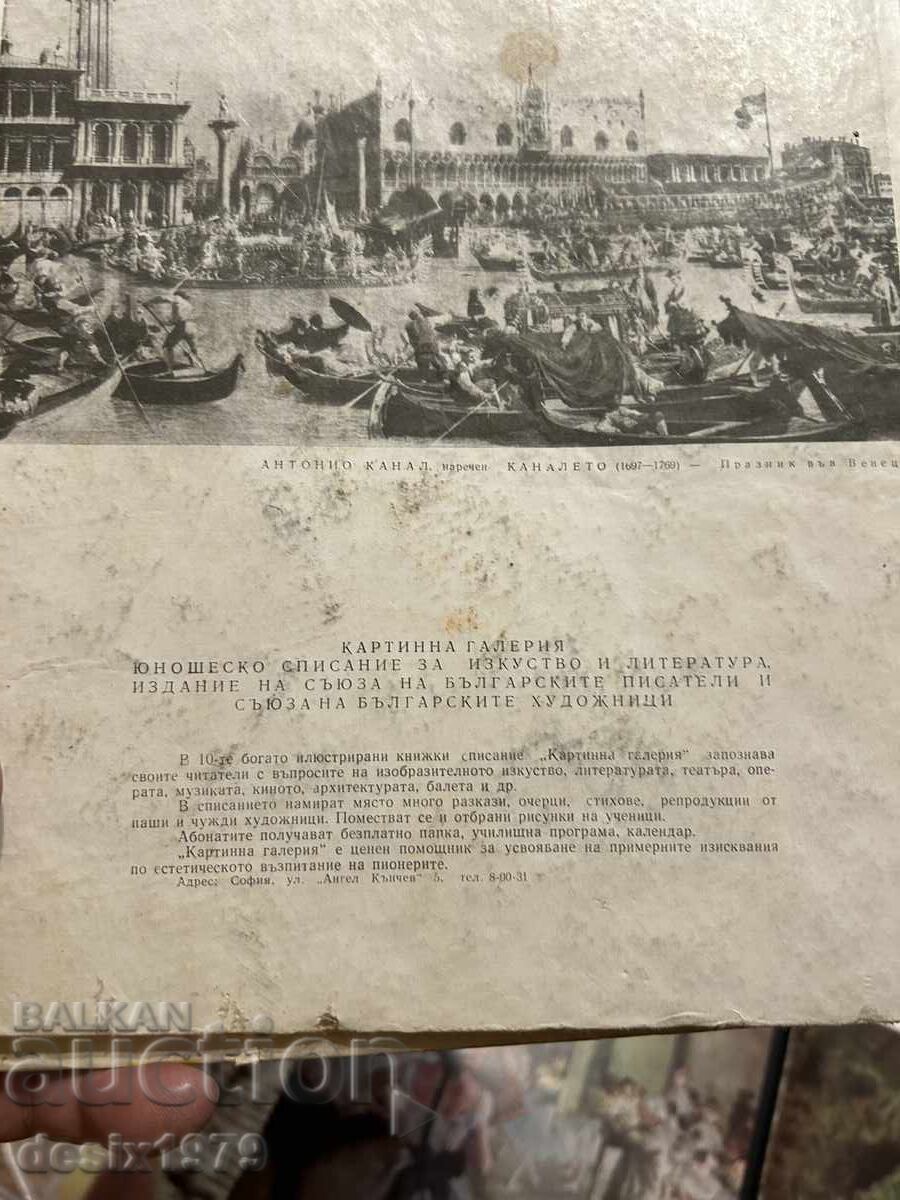 АНТОНИО КАНАЛ, наречен КАНАЛЕТО (1697—1769) — Празник във Венец
КАРТИННА ГАЛЕРИЯ
ЮНОШЕСКО СПИСАНИЕ ЗА ИЗКУСТВО И ЛИТЕРАТУРА,
ИЗДАНИЕ НА СЪЮЗА НА БЪЛГАРСКИТЕ ПИСАТЕЛИ И
СЪЮЗА НА БЪЛГАРСКИТЕ ХУДОЖНИЦИ
В 10-те богато илюстрирани книжки списание „Картинна галерия“ запознава
своите читатели с въпросите на изобразителното изкуство, литературата, театъра, опе-
рата, музиката, киното, архитектурата, балета и др.
В списанието намират място много разкази, очерци, стихове, репродукции от
наши и чужди художници. Поместват се и отбрани рисунки на ученици.
Абонатите получават безплатно папка, училищна програма, календар.
„Картинна галерия“ е ценен помощник за усвояване на примерните изисквания
по естетическото възпитание на пионерите.
Адрес: София, ул. „Ангел Кънчев“ 5, тел. 8-90-31
BALKAN
auction
desix1979